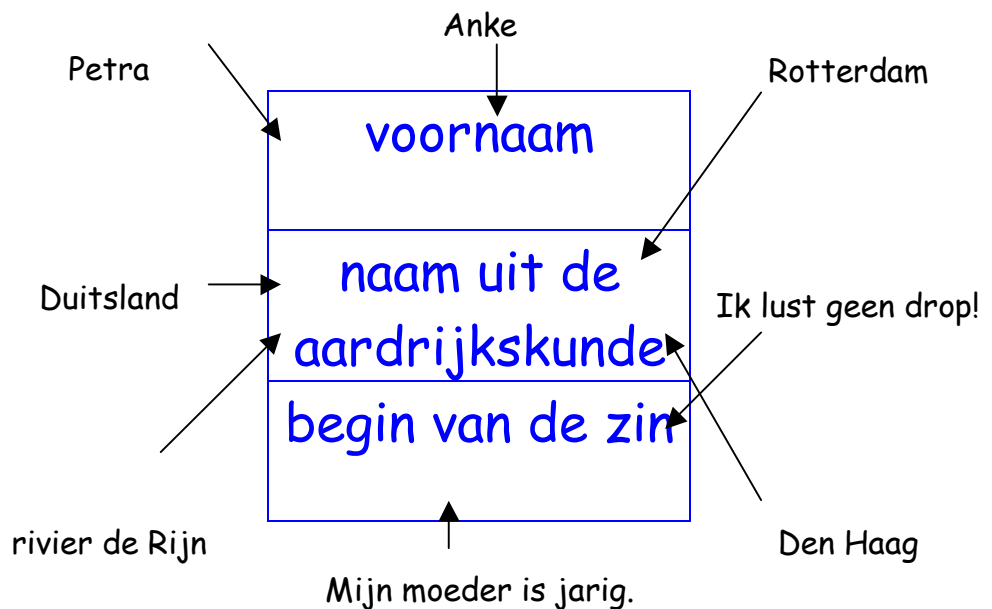 Anke
Petra
Rotterdam
voornaam
naam uit de
aardrijkskunde
Duitsland
Ik lust geen drop!
begin van de zin
rivier de Rijn
Den Haag
Mijn moeder is jarig.